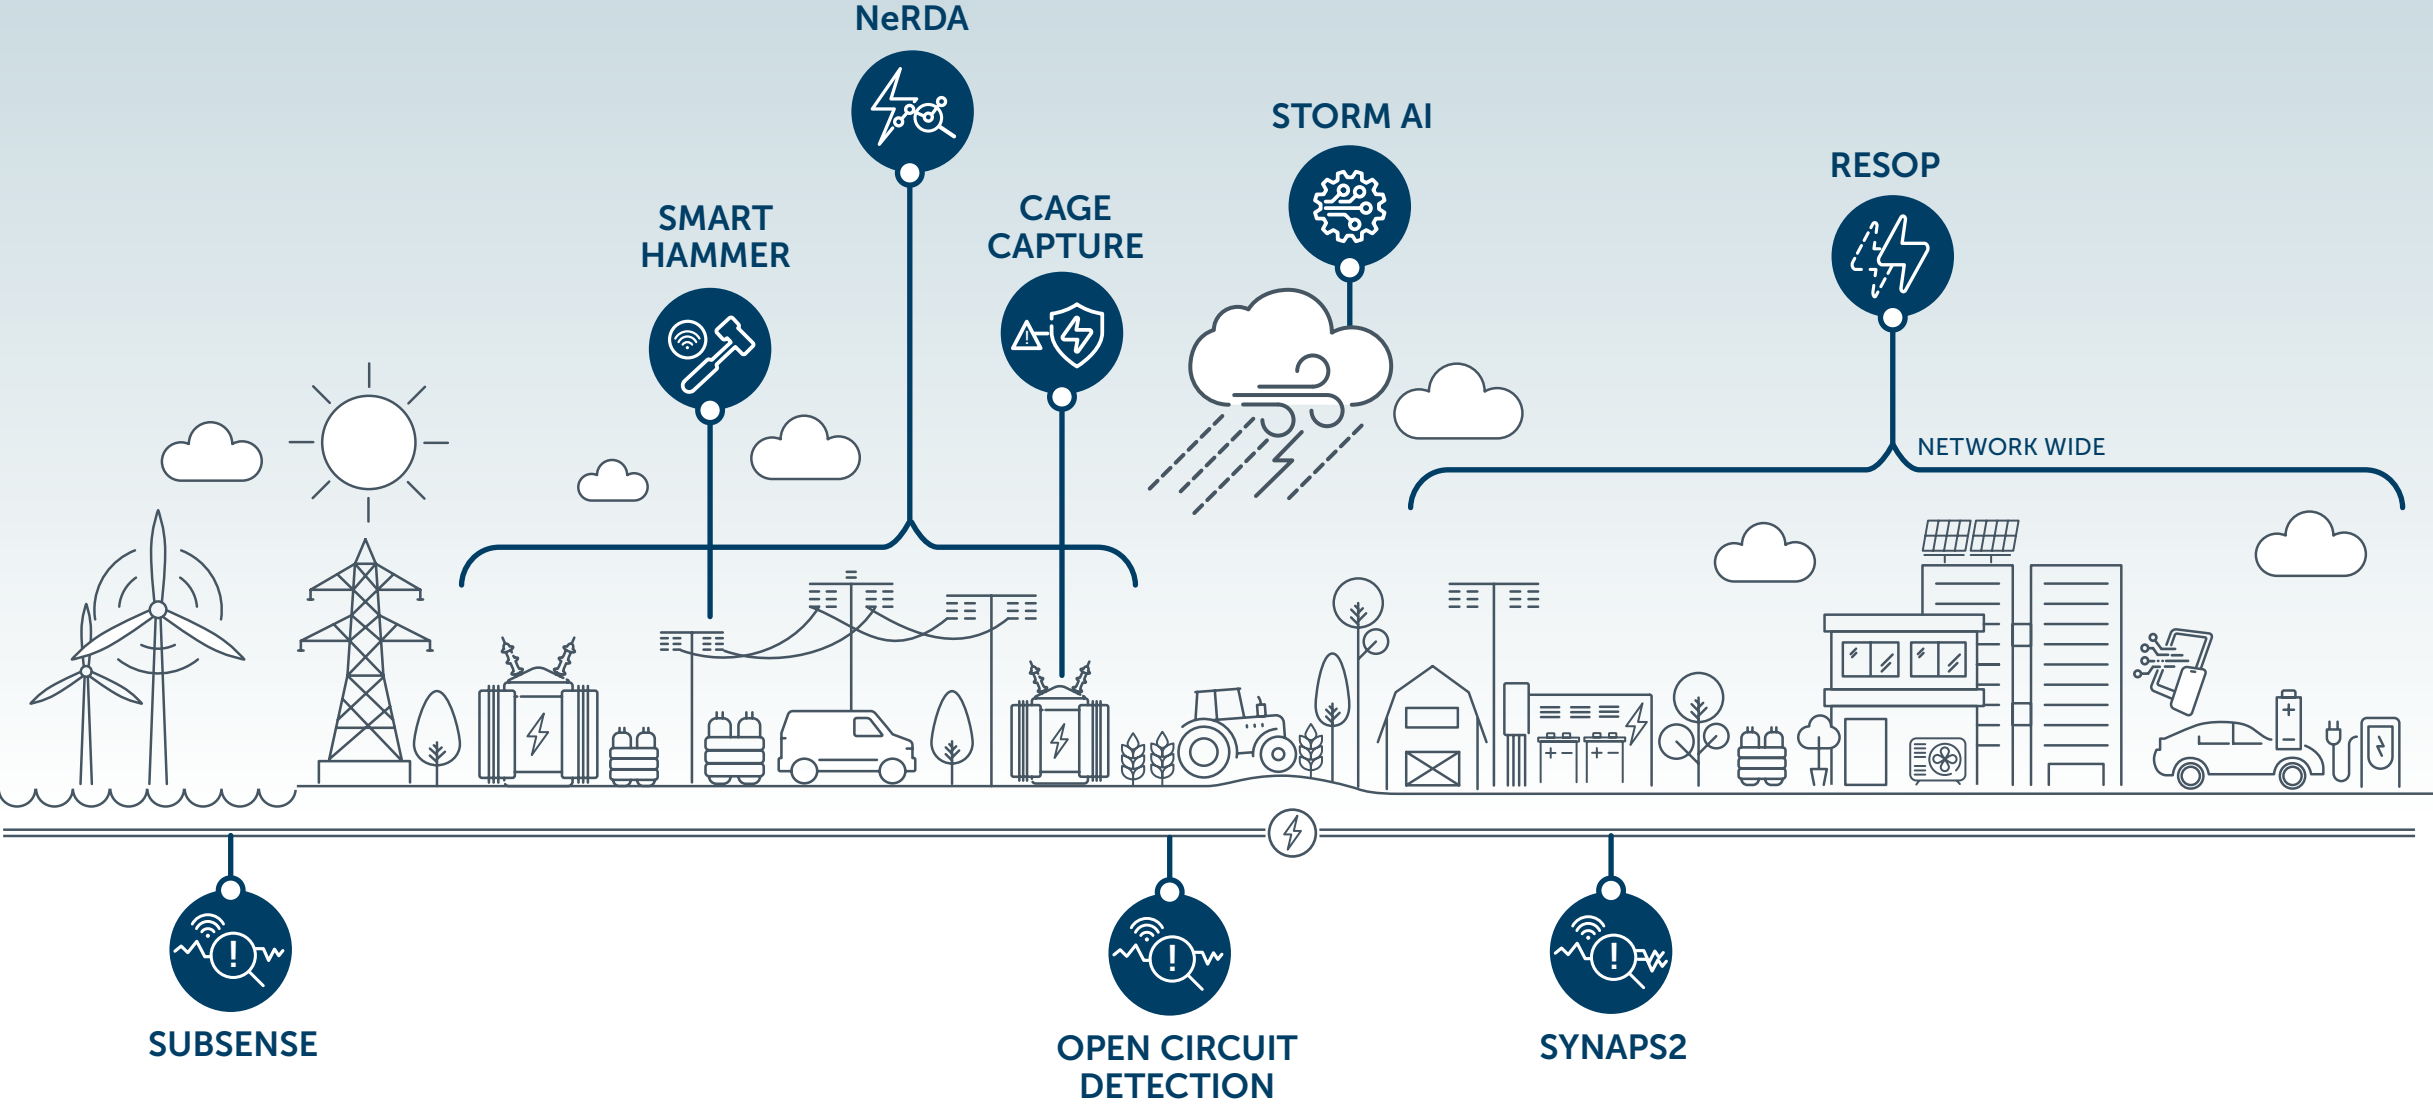 NeRDA
STORM AI
RESOP
SMART
HAMMER
CAGE
CAPTURE
NETWORK WIDE
SUBSENSE
OPEN CIRCUIT
DETECTION
SYNAPS2